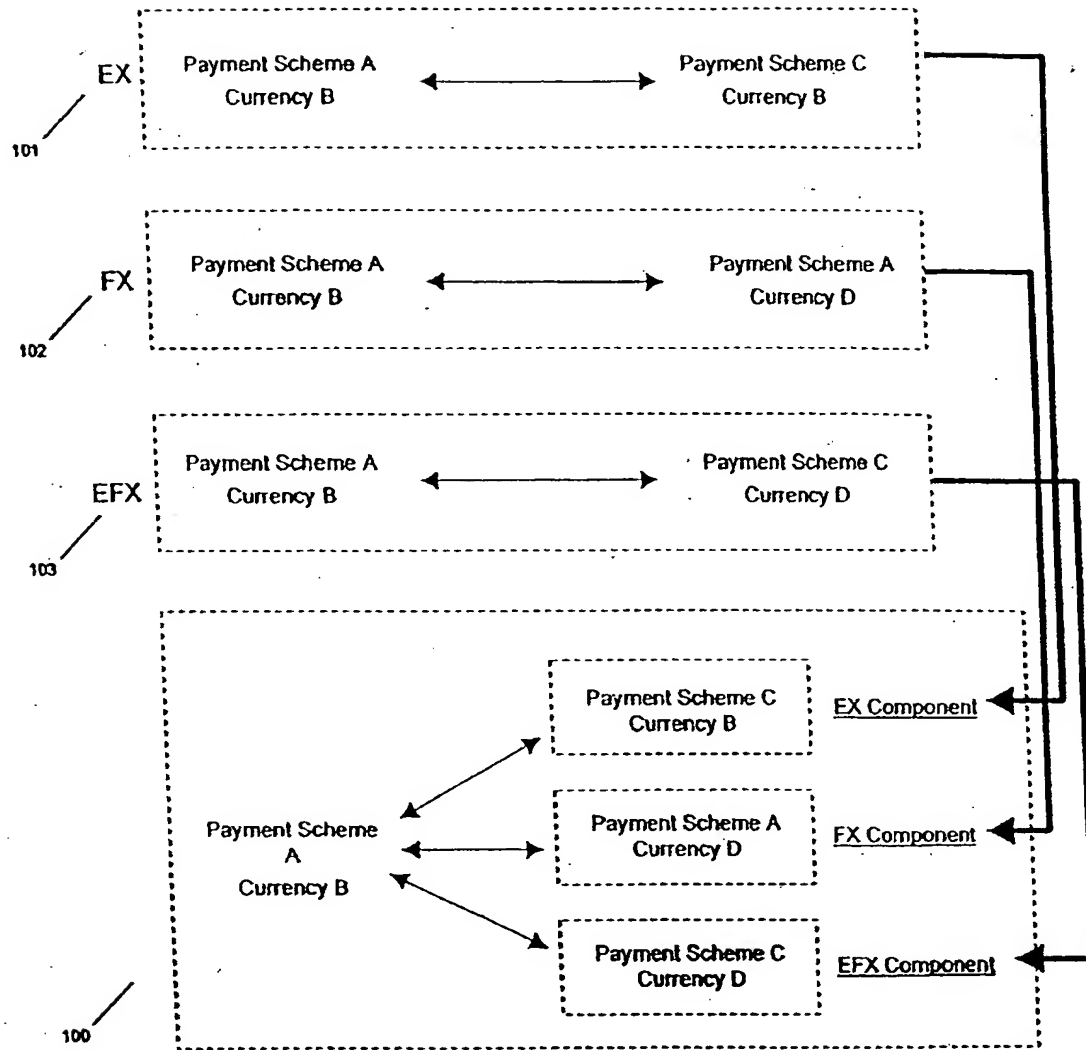 EX
Payment Scheme A
Currency B
Payment Scheme C
Currency B
101
FX
Payment Scheme A
Currency B
Payment Scheme A
Currency D
102
EFX
Payment Scheme A
Currency B
Payment Scheme C
Currency D
103
Payment Scheme
A
Currency B
Payment Scheme C
Currency B
EX Component
Payment Scheme A
Currency D
FX Component
Payment Scheme C
Currency D
EFX Component
100